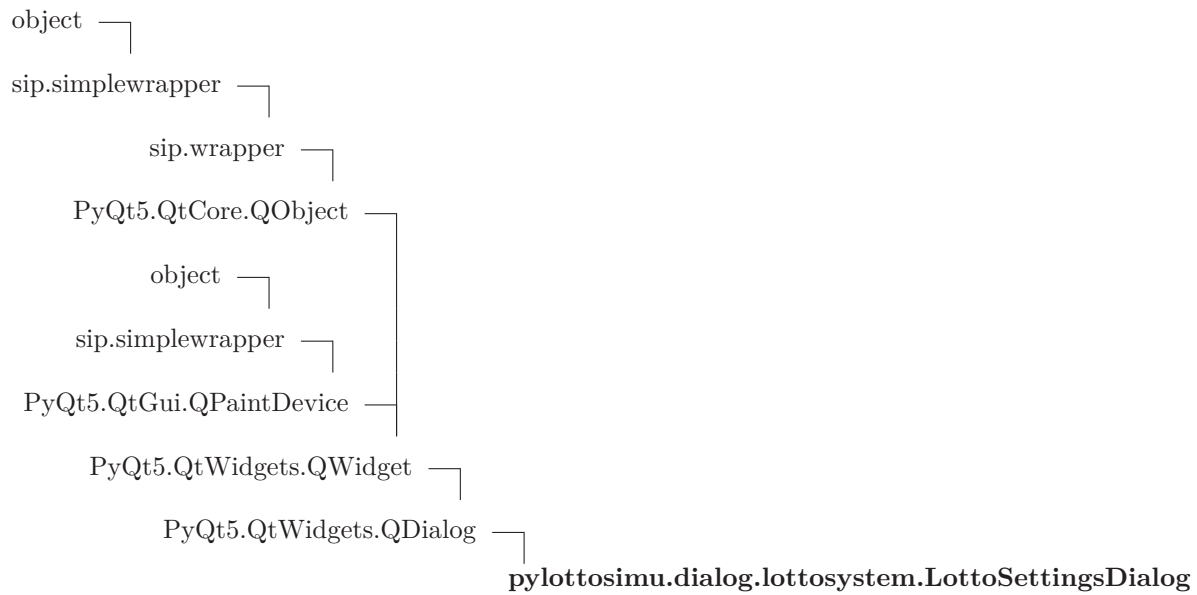 object
sip.simplewrapper
sip.wrapper
PyQt5.QtCore.QObject
object
sip.simplewrapper
PyQt5.QtGui.QPaintDevice
PyQt5.QtWidgets.QWidget
PyQt5.QtWidgets.QDialog
pylottosimu.dialog.lottosystem.LottoSettingsDialog